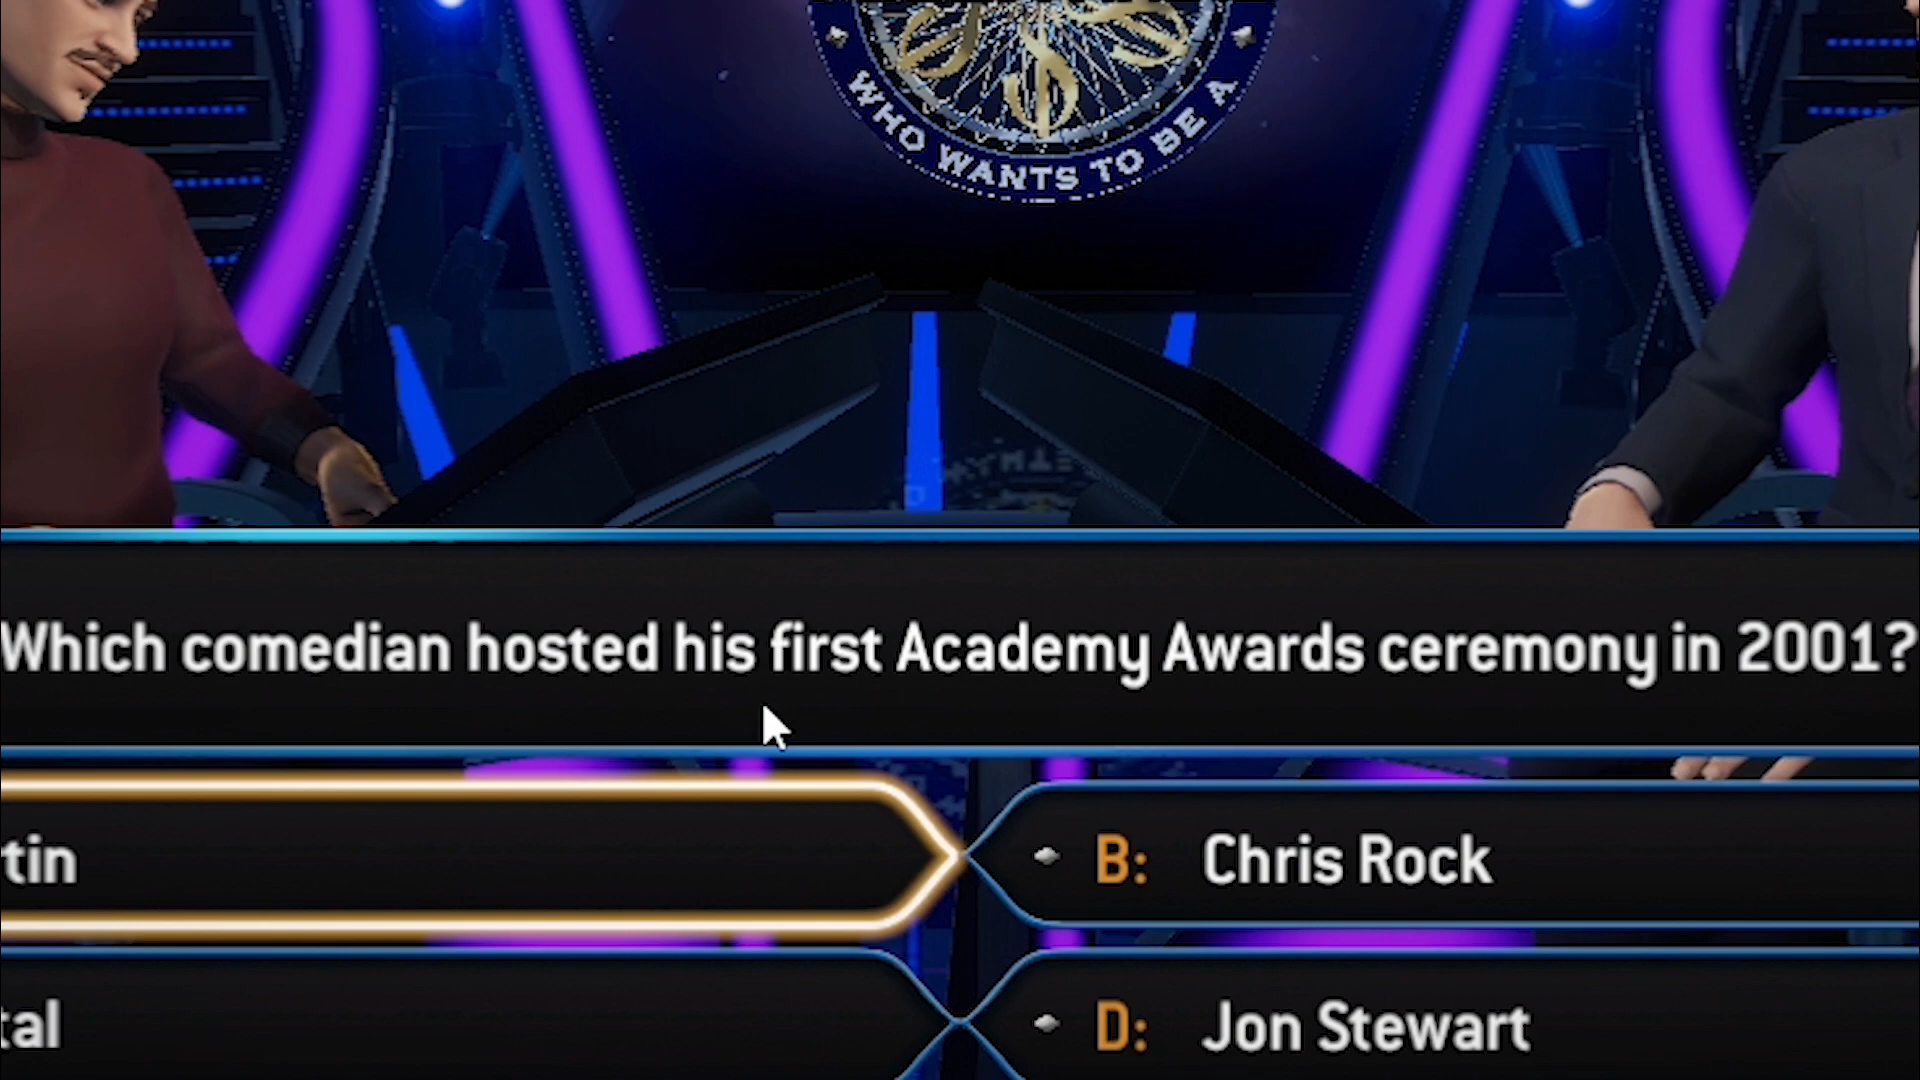 WHO WANTS TO BE A
Which comedian hosted his first Academy Awards ceremony in 2001?
tin
B: Chris Rock
tal
D: Jon Stewart